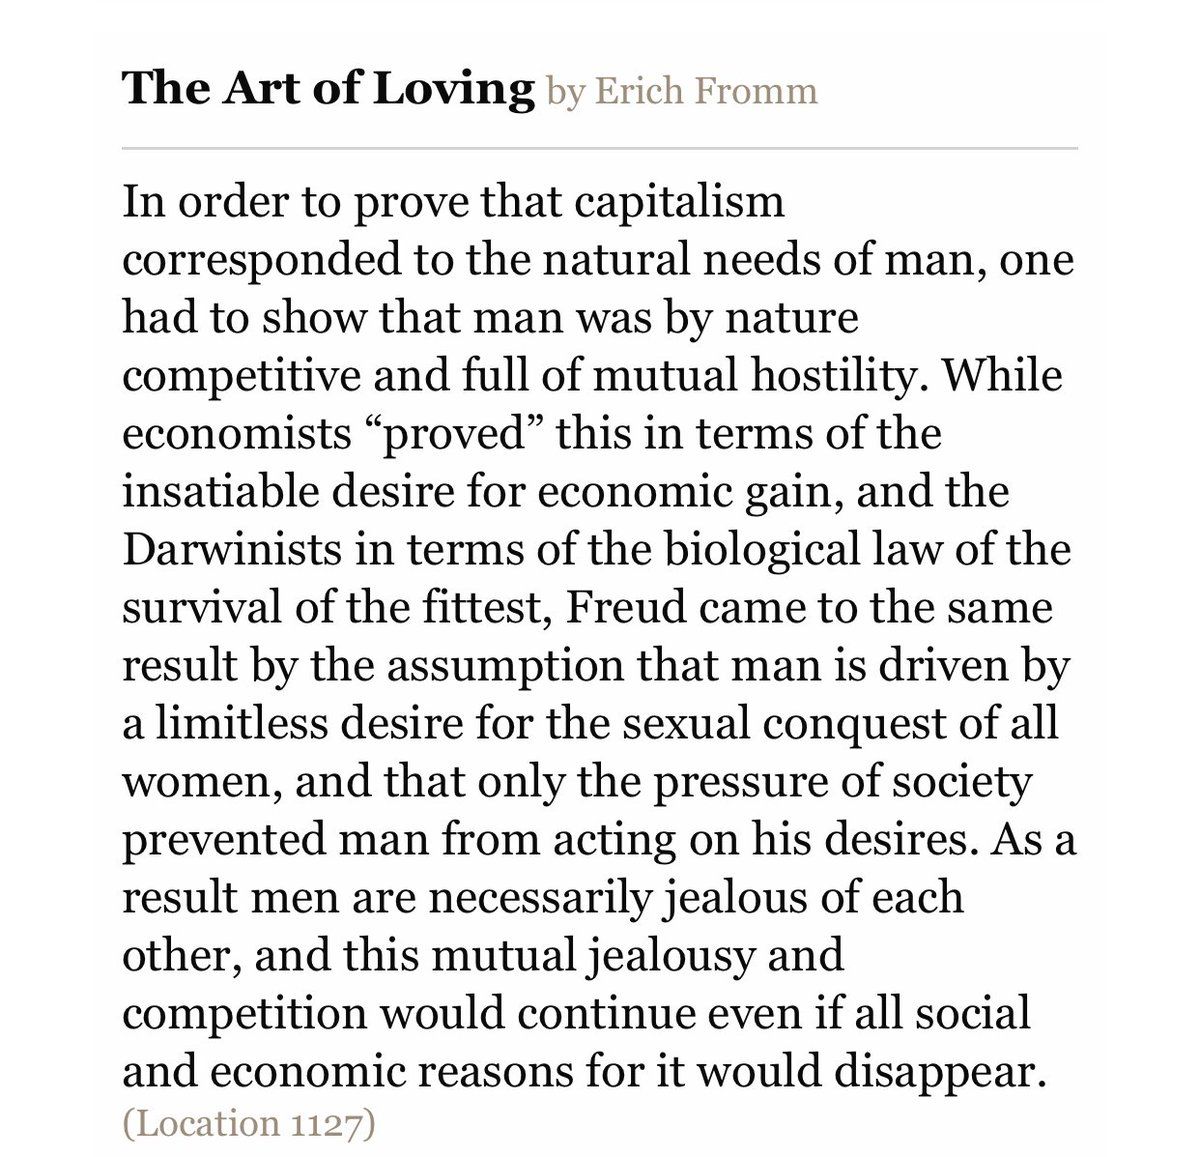 The Art of Loving by Erich Fromm
In order to prove that capitalism
corresponded to the natural needs of man, one
had to show that man was by nature
competitive and full of mutual hostility. While
economists “proved” this in terms of the
insatiable desire for economic gain, and the
Darwinists in terms of the biological law of the
survival of the fittest, Freud came to the same
result by the assumption that man is driven by
a limitless desire for the sexual conquest of all
women, and that only the pressure of society
prevented man from acting on his desires. As a
result men are necessarily jealous of each
other, and this mutual jealousy and
competition would continue even if all social
and economic reasons for it would disappear.
(Location 1127)